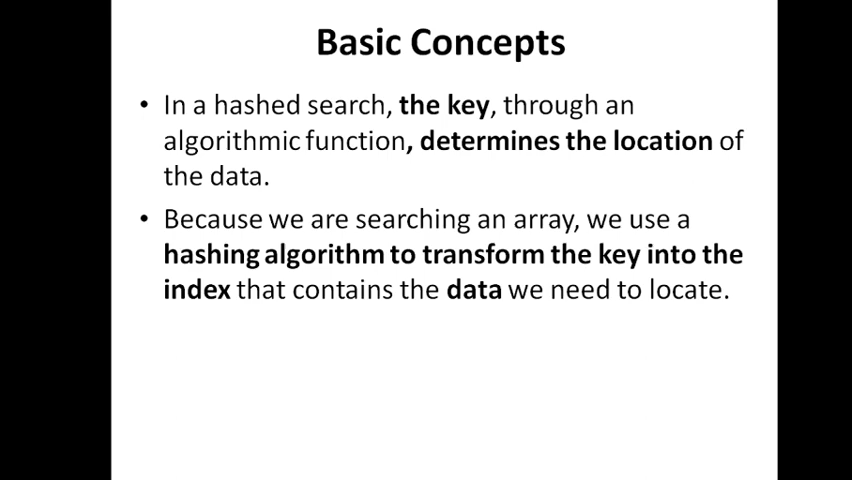 Basic Concepts
• In a hashed search, the key, through an
algorithmic function, determines the location of
the data.
• Because we are searching an array, we use a
hashing algorithm to transform the key into the
index that contains the data we need to locate.